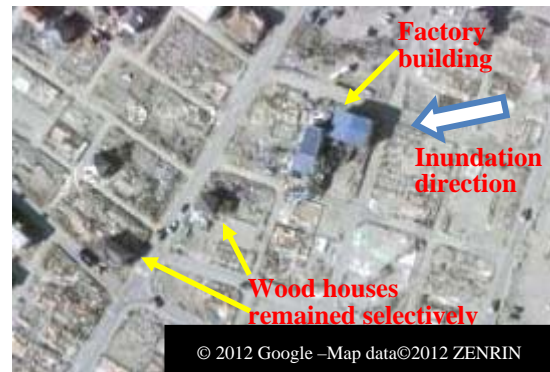 Factory
building
Inundation
direction
Wood houses
remained selectively
© 2012 Google –Map data©2012 ZENRIN